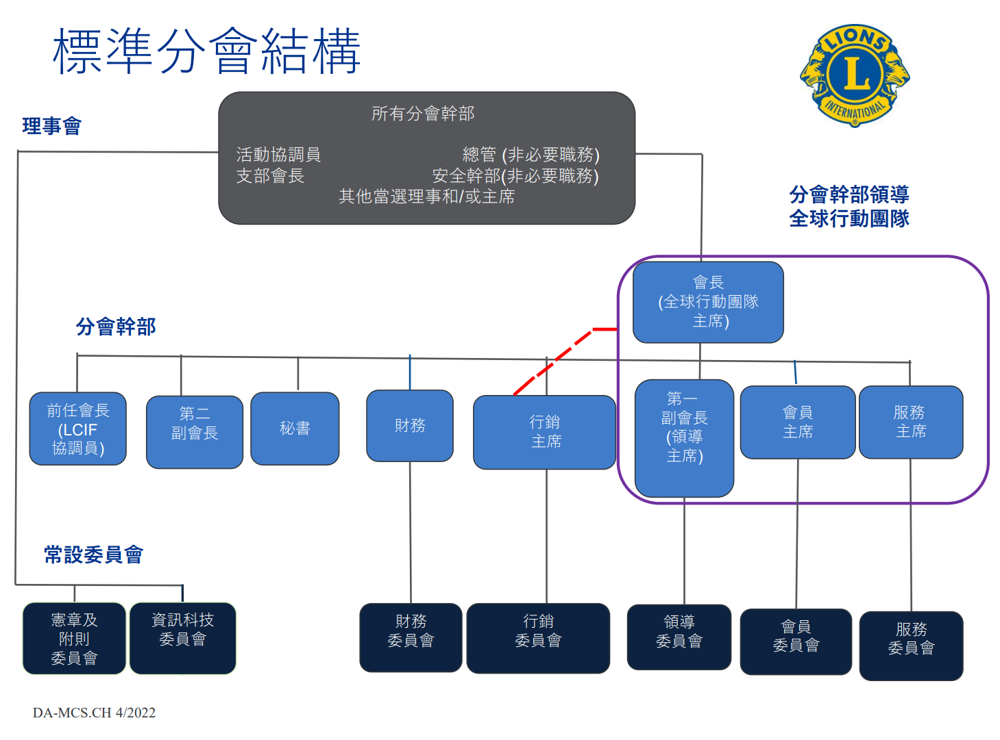 標準分會結構
LIONS
L
INTERNATIONAL
®
理事會
所有分會幹部
活動協調員 總管 (非必要職務)
支部會長 安全幹部(非必要職務)
其他當選理事和/或主席
分會幹部領導
全球行動團隊
會長
(全球行動團隊
主席)
分會幹部
前任會長
(LCIF
協調員)
第二
副會長
秘書
財務
行銷
主席
第一
副會長
(領導
主席)
會員
主席
服務
主席
常設委員會
憲章及
附則
委員會
資訊科技
委員會
財務
委員會
行銷
委員會
領導
委員會
會員
委員會
服務
委員會
DA-MCS.CH 4/2022